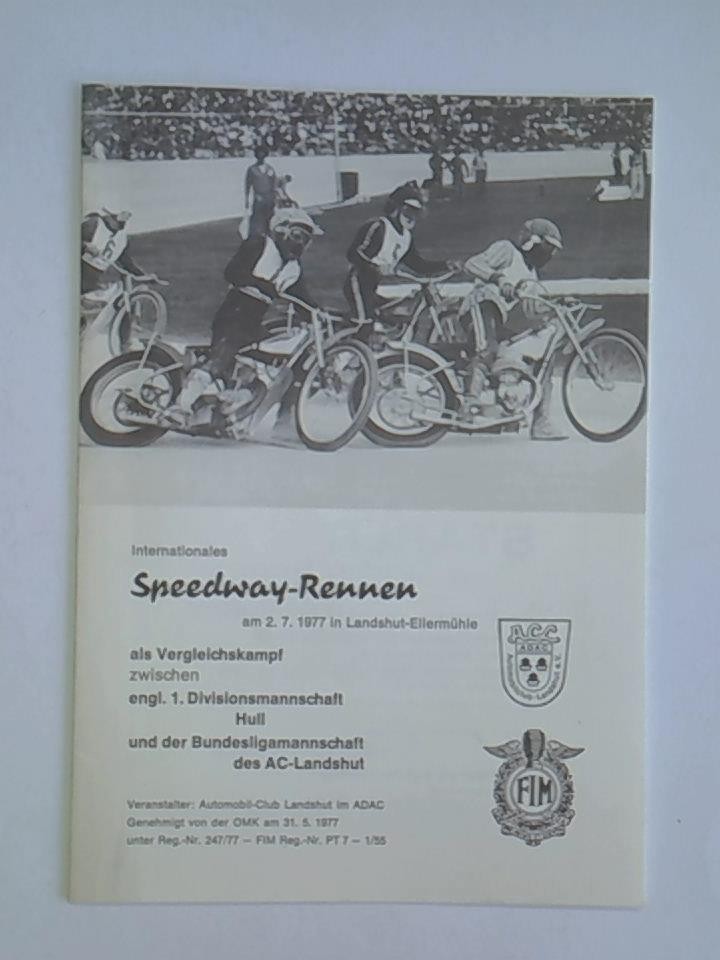 Internationales
Speedway-Rennen
am 2. 7. 1977 in Landshut-Ellermühle
als Vergleichskampf
zwischen
engl. 1. Divisionsmannschaft
Hull
und der Bundesligamannschaft
des AC-Landshut
Veranstalter: Automobil-Club Landshut im ADAC
Genehmigt von der OMK am 31. 5. 1977
unter Reg.-Nr. 247/77 — FIM Reg.-Nr. PT 7 — 1/55
ADAC
Landshut e.V.
FIM